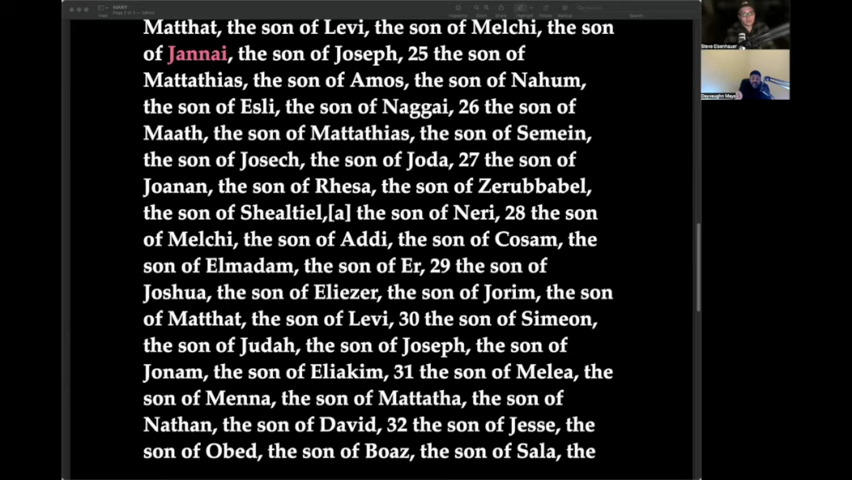 Matthat, the son of Levi, the son of Melchi, the son
of Jannai, the son of Joseph, 25 the son of
Mattathias, the son of Amos, the son of Nahum,
the son of Esli, the son of Naggai, 26 the son of
Maath, the son of Mattathias, the son of Semein,
the son of Josech, the son of Joda, 27 the son of
Joanan, the son of Rhesa, the son of Zerubbabel,
the son of Shealtiel,[a] the son of Neri, 28 the son
of Melchi, the son of Addi, the son of Cosam, the
son of Elmadam, the son of Er, 29 the son of
Joshua, the son of Eliezer, the son of Jorim, the son
of Matthat, the son of Levi, 30 the son of Simeon,
the son of Judah, the son of Joseph, the son of
Jonam, the son of Eliakim, 31 the son of Melea, the
son of Menna, the son of Mattatha, the son of
Nathan, the son of David, 32 the son of Jesse, the
son of Obed, the son of Boaz, the son of Sala, the
Steve Eisenhauer